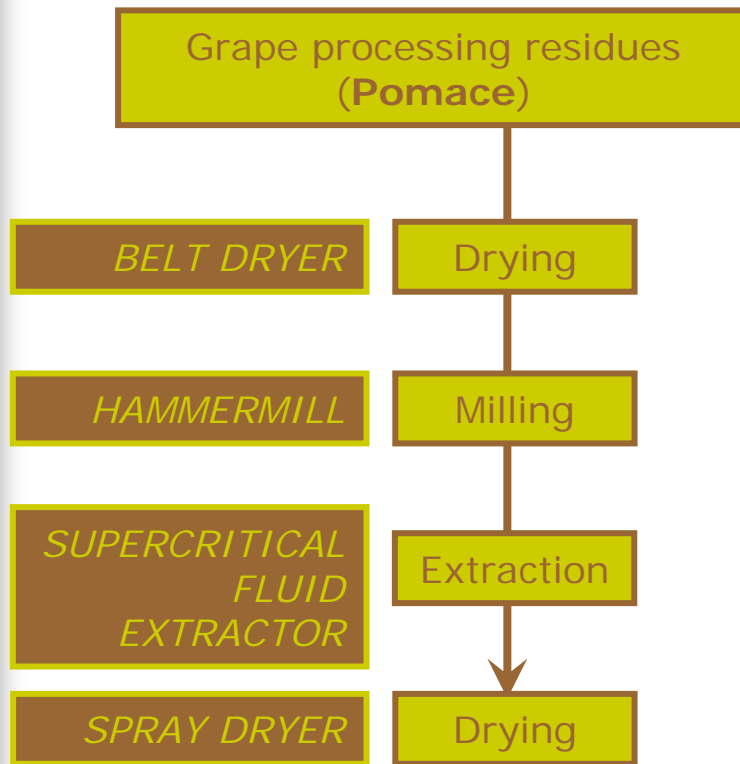 Grape processing residues
(Pomace)
BELT DRYER
Drying
HAMMERMILL
Milling
SUPERCRITICAL
FLUID
EXTRACTOR
Extraction
SPRAY DRYER
Drying